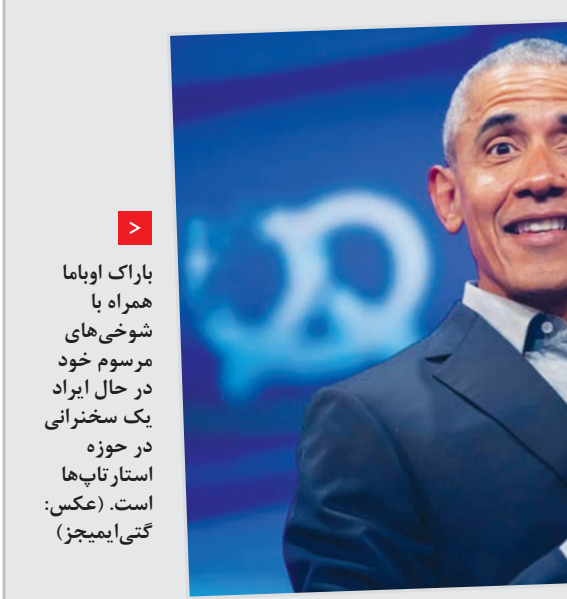 باراک اوباما
همراه با
شوخی‌های
مرسوم خود
در حال ایراد
یک سخنرانی
در حوزه
استارتاپ‌ها
است. (عکس:
گتی‌ایمیجز)